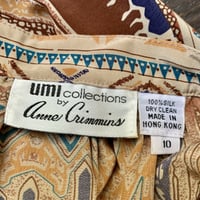 umi collections
by
Anne Crimmins
100% SILK
DRY CLEAN
MADE IN
HONG KONG
10